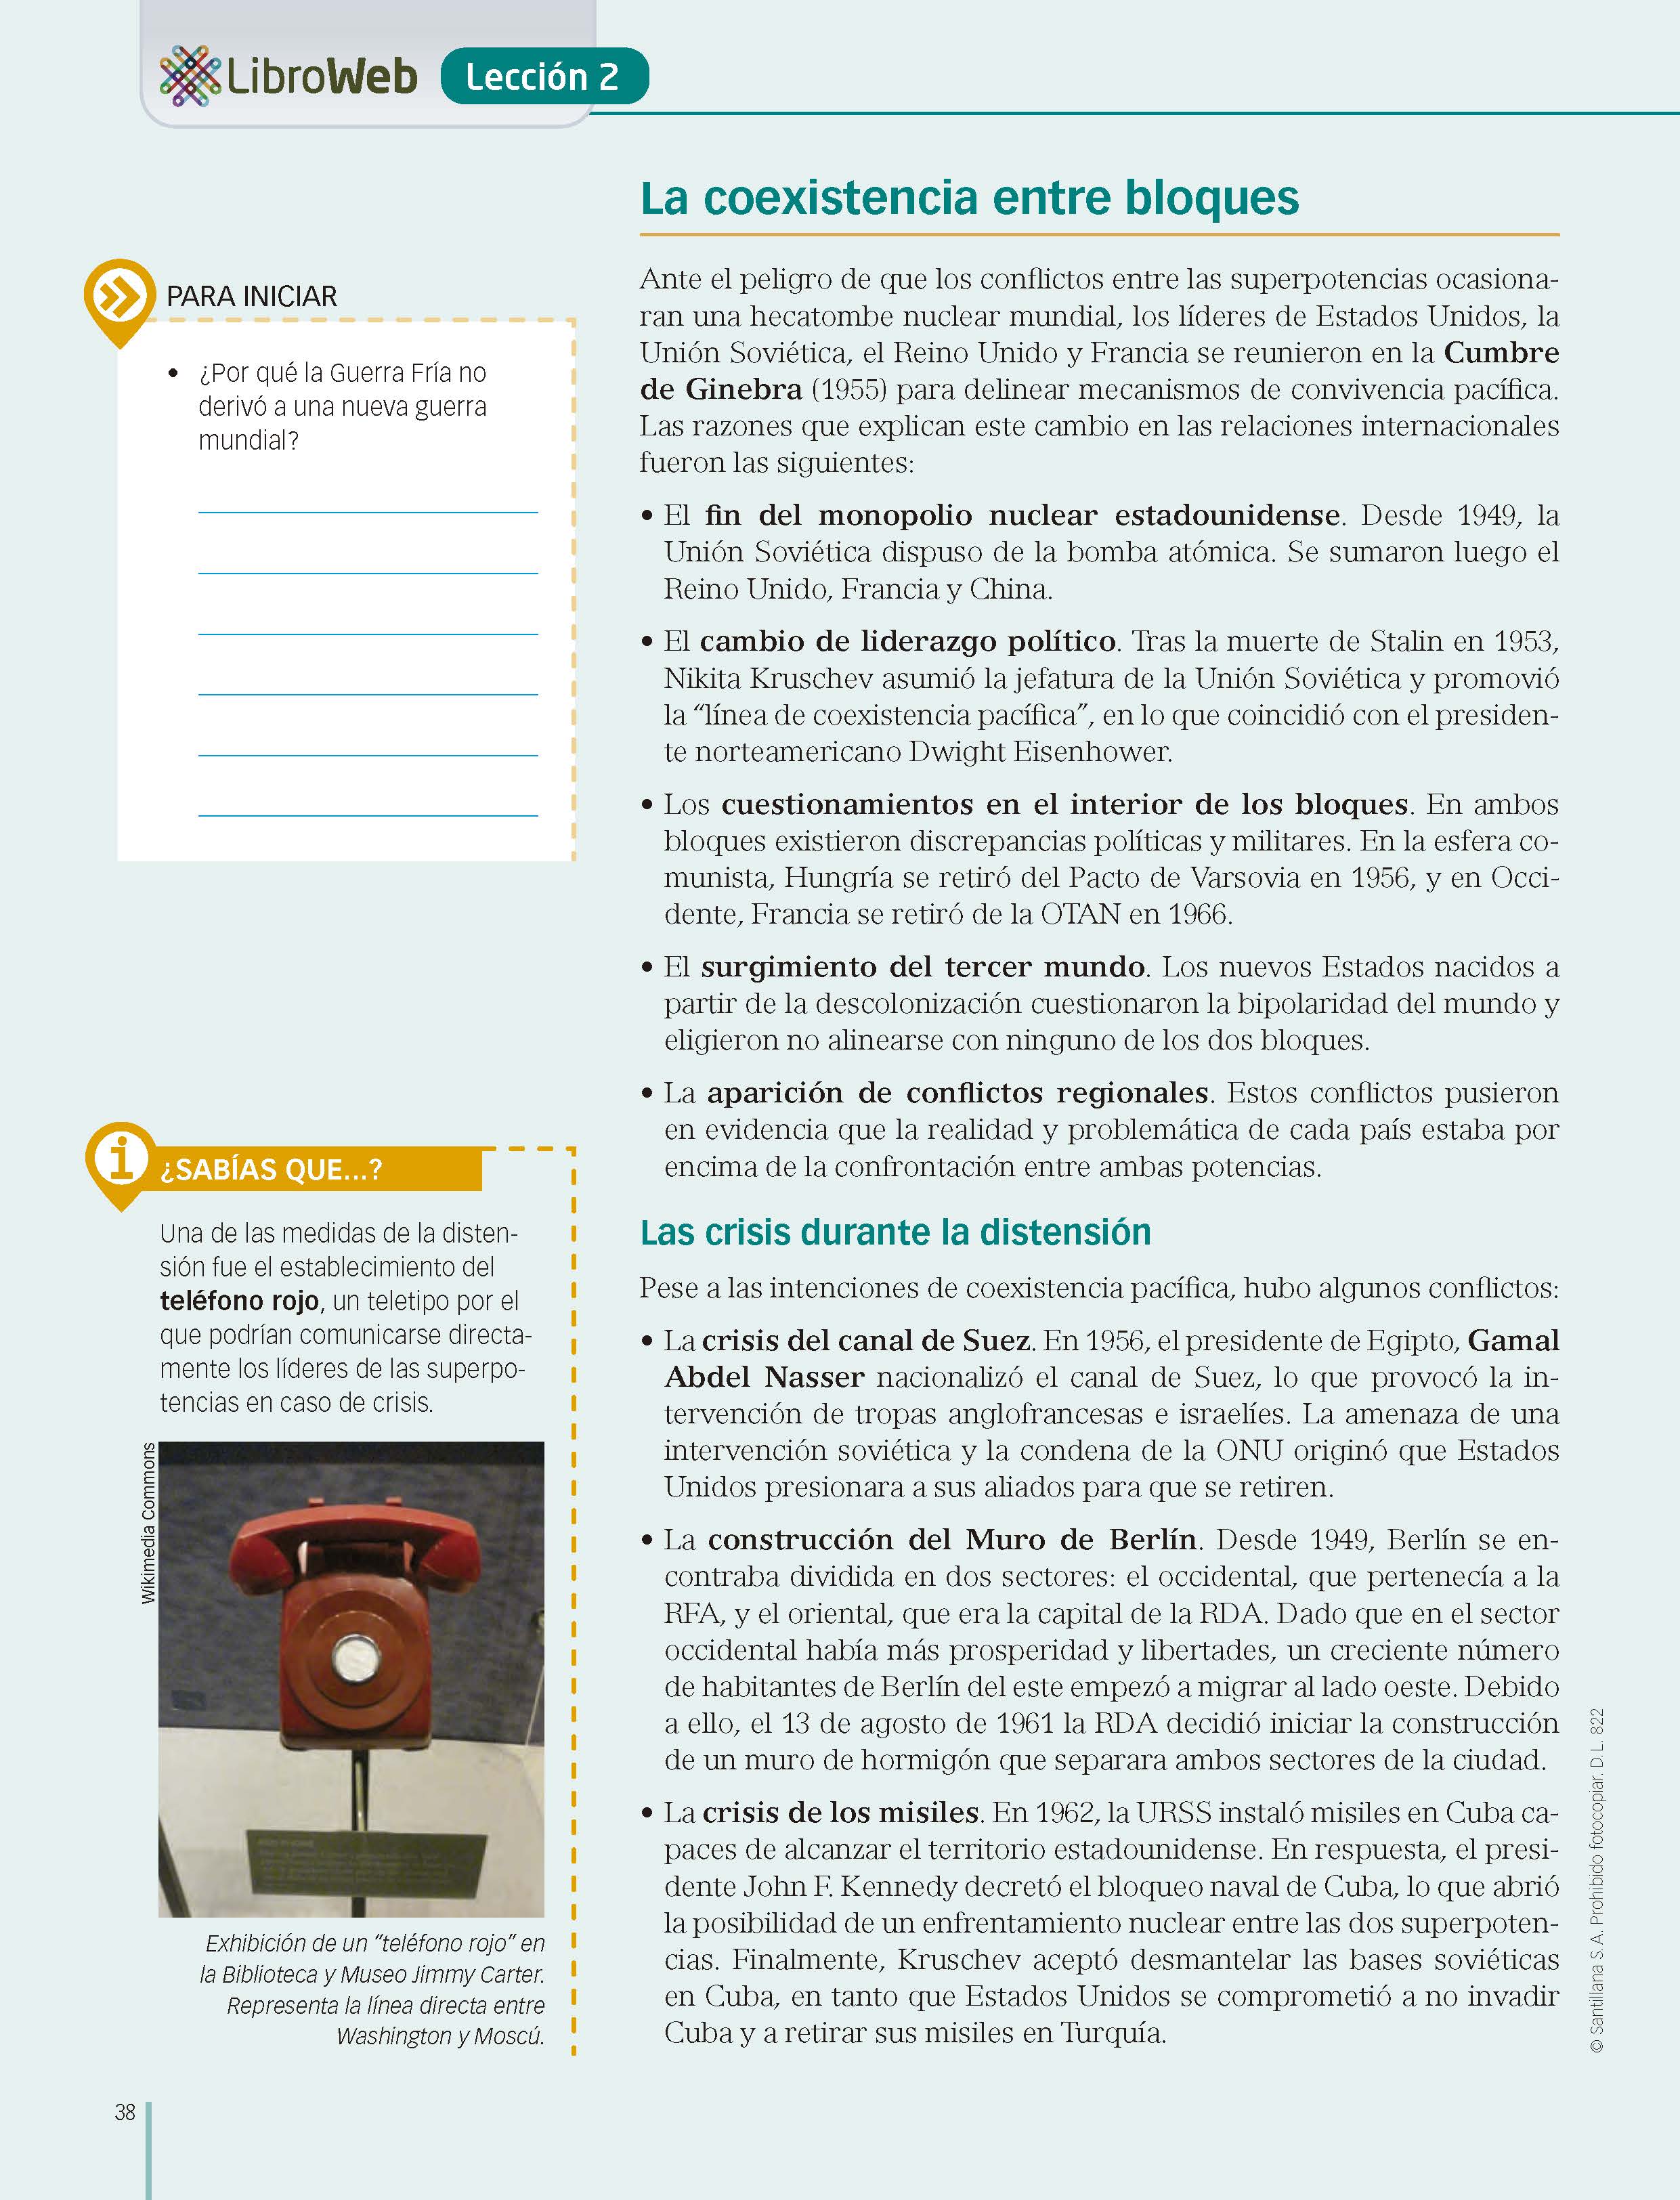 LibroWeb Lección 2
La coexistencia entre bloques
PARA INICIAR
• ¿Por qué la Guerra Fría no
derivó a una nueva guerra
mundial?
Ante el peligro de que los conflictos entre las superpotencias ocasiona-
ran una hecatombe nuclear mundial, los líderes de Estados Unidos, la
Unión Soviética, el Reino Unido y Francia se reunieron en la Cumbre
de Ginebra (1955) para delinear mecanismos de convivencia pacífica.
Las razones que explican este cambio en las relaciones internacionales
fueron las siguientes:
• El fin del monopolio nuclear estadounidense. Desde 1949, la
Unión Soviética dispuso de la bomba atómica. Se sumaron luego el
Reino Unido, Francia y China.
• El cambio de liderazgo político. Tras la muerte de Stalin en 1953,
Nikita Kruschev asumió la jefatura de la Unión Soviética y promovió
la “línea de coexistencia pacífica”, en lo que coincidió con el presiden-
te norteamericano Dwight Eisenhower.
• Los cuestionamientos en el interior de los bloques. En ambos
bloques existieron discrepancias políticas y militares. En la esfera co-
munista, Hungría se retiró del Pacto de Varsovia en 1956, y en Occi-
dente, Francia se retiró de la OTAN en 1966.
• El surgimiento del tercer mundo. Los nuevos Estados nacidos a
partir de la descolonización cuestionaron la bipolaridad del mundo y
eligieron no alinearse con ninguno de los dos bloques.
• La aparición de conflictos regionales. Estos conflictos pusieron
en evidencia que la realidad y problemática de cada país estaba por
encima de la confrontación entre ambas potencias.
Las crisis durante la distensión
Pese a las intenciones de coexistencia pacífica, hubo algunos conflictos:
• La crisis del canal de Suez. En 1956, el presidente de Egipto, Gamal
Abdel Nasser nacionalizó el canal de Suez, lo que provocó la in-
tervención de tropas anglofrancesas e israelíes. La amenaza de una
intervención soviética y la condena de la ONU originó que Estados
Unidos presionara a sus aliados para que se retiren.
• La construcción del Muro de Berlín. Desde 1949, Berlín se en-
contraba dividida en dos sectores: el occidental, que pertenecía a la
RFA, y el oriental, que era la capital de la RDA. Dado que en el sector
occidental había más prosperidad y libertades, un creciente número
de habitantes de Berlín del este empezó a migrar al lado oeste. Debido
a ello, el 13 de agosto de 1961 la RDA decidió iniciar la construcción
de un muro de hormigón que separara ambos sectores de la ciudad.
• La crisis de los misiles. En 1962, la URSS instaló misiles en Cuba ca-
paces de alcanzar el territorio estadounidense. En respuesta, el presi-
dente John F. Kennedy decretó el bloqueo naval de Cuba, lo que abrió
la posibilidad de un enfrentamiento nuclear entre las dos superpoten-
cias. Finalmente, Kruschev aceptó desmantelar las bases soviéticas
en Cuba, en tanto que Estados Unidos se comprometió a no invadir
Cuba y a retirar sus misiles en Turquía.
i ¿SABÍAS QUE...?
Una de las medidas de la disten-
sión fue el establecimiento del
teléfono rojo, un teletipo por el
que podrían comunicarse directa-
mente los líderes de las superpo-
tencias en caso de crisis.
Wikimedia Commons
Exhibición de un “teléfono rojo” en
la Biblioteca y Museo Jimmy Carter.
Representa la línea directa entre
Washington y Moscú.
© Santillana S.A. Prohibido fotocopiar. D.L. 822
38